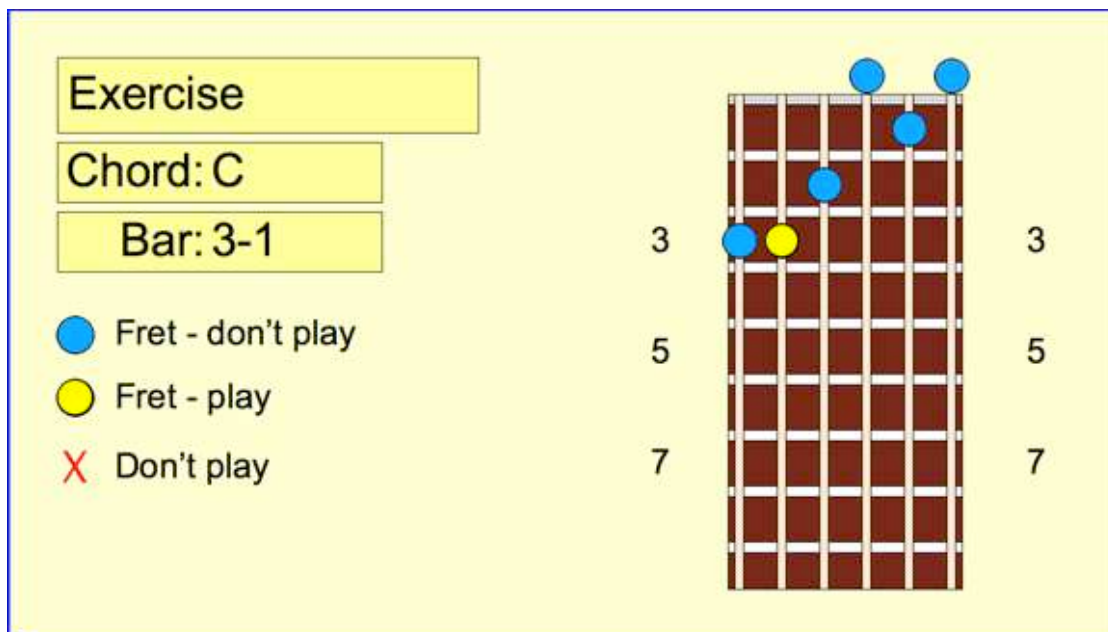 Exercise
Chord: C
Bar: 3-1
Fret - don't play
Fret - play
X Don't play
3 3
5 5
7 7